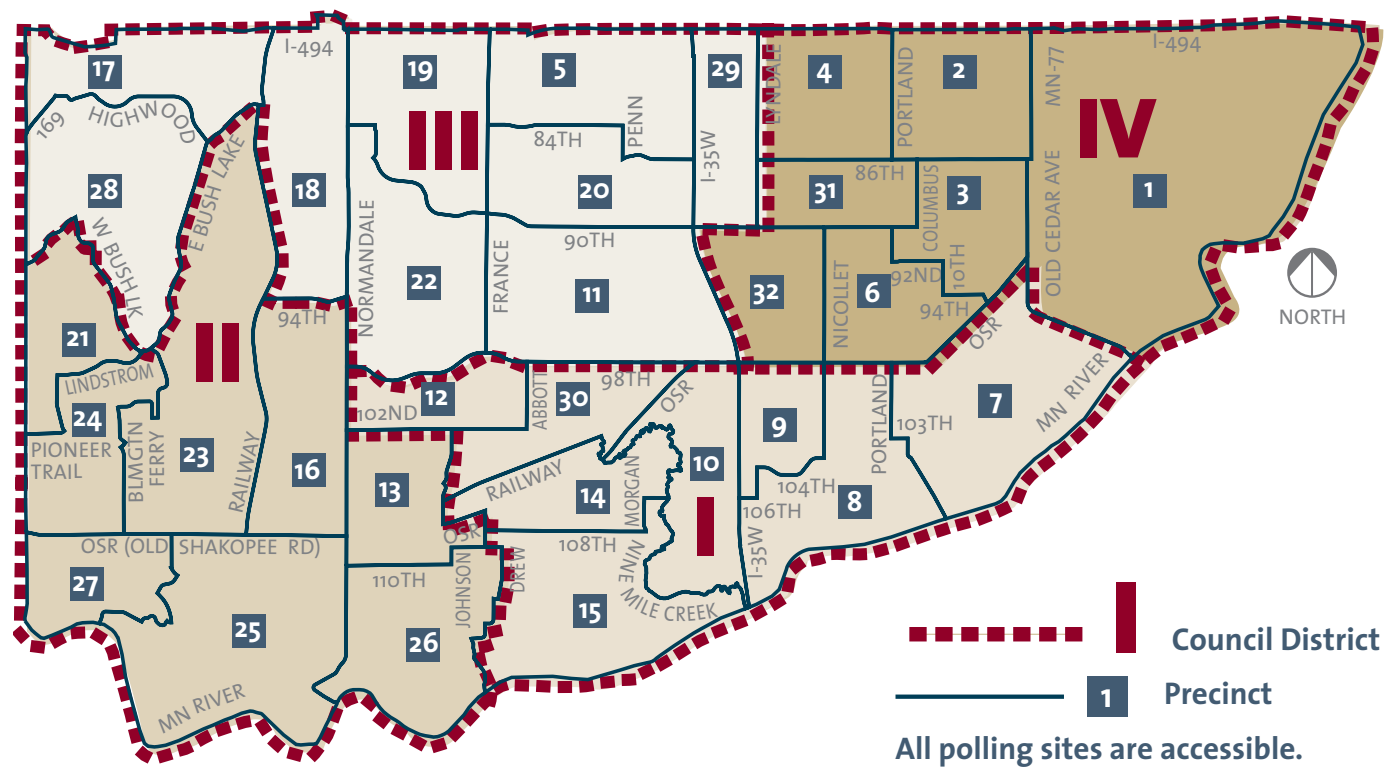 I-494
I-494
17
19
5
29
4
2
LYNDALE
PORTLAND
MN-77
169
HIGHWOOD
III
84TH
PENN
I-35W
IV
E BUSH LAKE
28
18
20
31
86TH
COLUMBUS
3
OLD CEDAR AVE
1
W BUSH LK
NORMANDALE
90TH
FRANCE
22
11
32
NICOLLET
6
92ND
10TH
94TH
OSR
NORTH
94TH
21
II
LINDSTROM
24
PIONEER
TRAIL
BLMGTN
FERRY
23
RAILWAY
16
102ND
12
ABBOTT
30
98TH
OSR
9
PORTLAND
103TH
7
MN RIVER
13
RAILWAY
14
MORGAN
10
104TH
8
106TH
I
I-35W
OSR
108TH
OSR (OLD SHAKOPEE RD)
27
110TH
JOHNSON
DREW
NINE MILE CREEK
15
25
26
MN RIVER
I
Council District
1
Precinct
All polling sites are accessible.